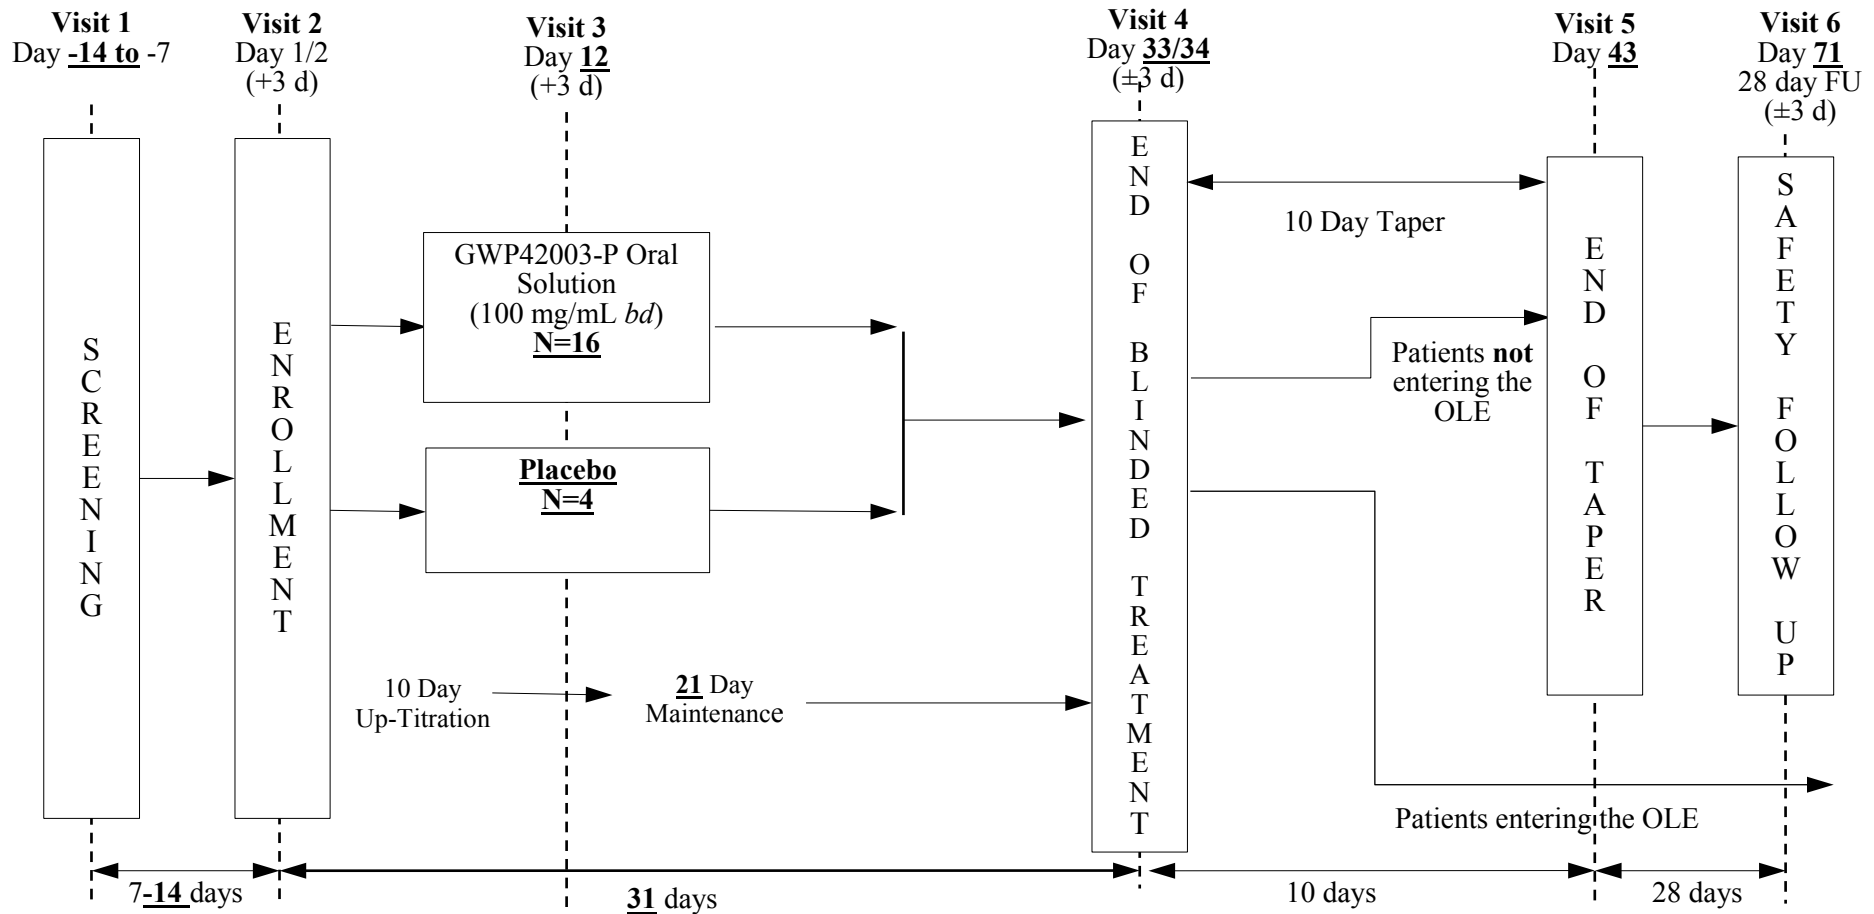 Visit 1
Day -14 to -7
Visit 2
Day 1/2
(+3 d)
Visit 3
Day 12
(+3 d)
Visit 4
Day 33/34
(±3 d)
Visit 5
Day 43
Visit 6
Day 71
28 day FU
(±3 d)
SCREENING
ENROLLMENT
GWP42003-P Oral
Solution
(100 mg/mL bd)
N=16
Placebo
N=4
10 Day
Up-Titration
21 Day
Maintenance
END OF BLINDED TREATMENT
10 Day Taper
Patients not
entering the
OLE
Patients entering the OLE
END OF TAPER
SAFETY FOLLOW UP
7-14 days
31 days
10 days
28 days